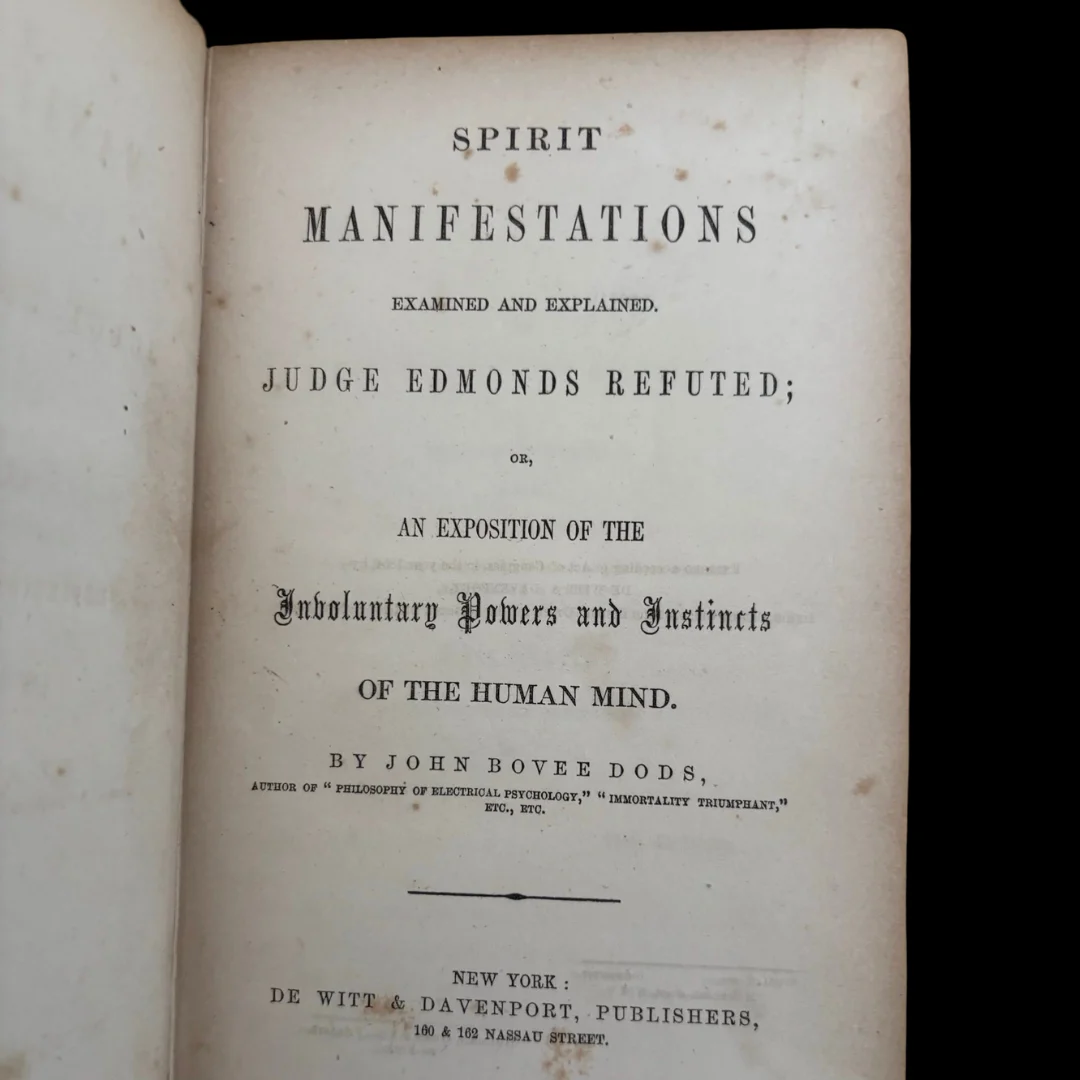 SPIRIT
MANIFESTATIONS
EXAMINED AND EXPLAINED.
JUDGE EDMONDS REFUTED;
OR,
AN EXPOSITION OF THE
Involuntary Powers and Instincts
OF THE HUMAN MIND.
BY JOHN BOVEE DODS,
AUTHOR OF “ PHILOSOPHY OF ELECTRICAL PSYCHOLOGY,” “ IMMORTALITY TRIUMPHANT,”
ETC., ETC.
NEW YORK :
DE WITT & DAVENPORT, PUBLISHERS,
160 & 162 NASSAU STREET.